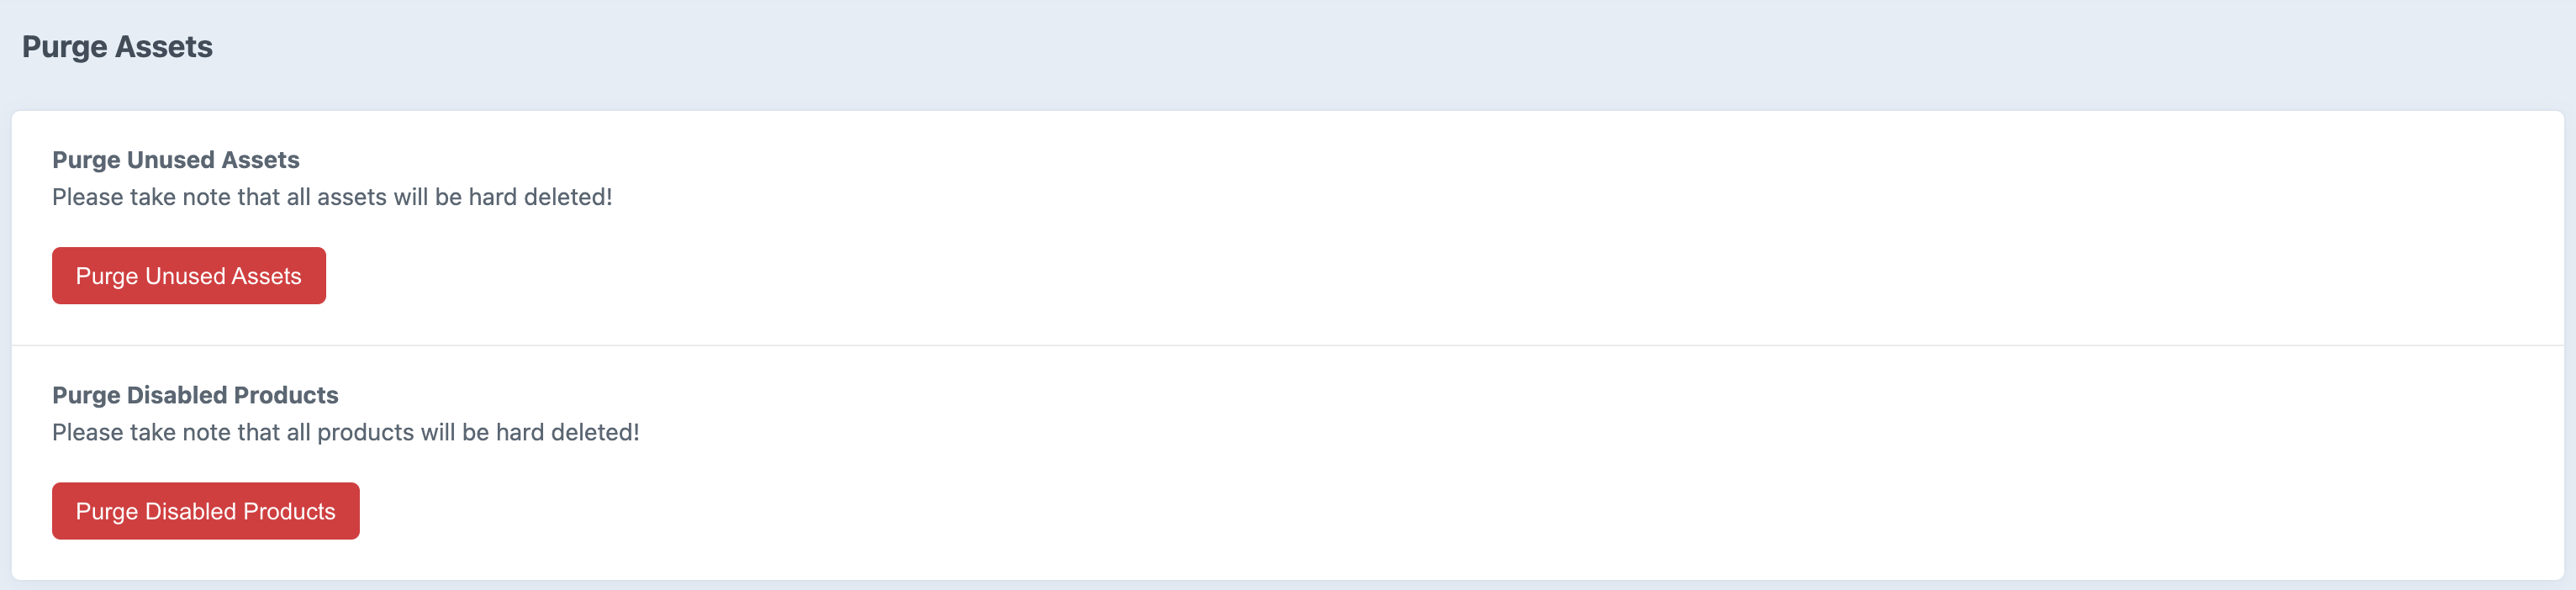 Purge Assets
Purge Unused Assets
Please take note that all assets will be hard deleted!
Purge Unused Assets
Purge Disabled Products
Please take note that all products will be hard deleted!
Purge Disabled Products